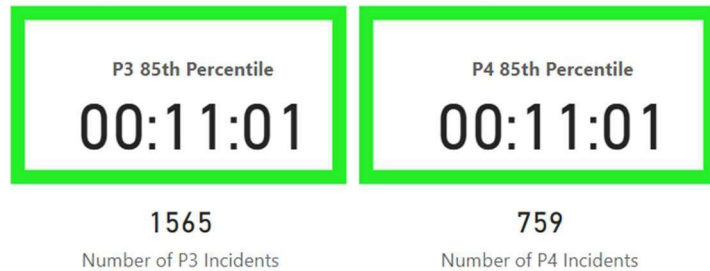 P3 85th Percentile
00:11:01
1565
Number of P3 Incidents
P4 85th Percentile
00:11:01
759
Number of P4 Incidents